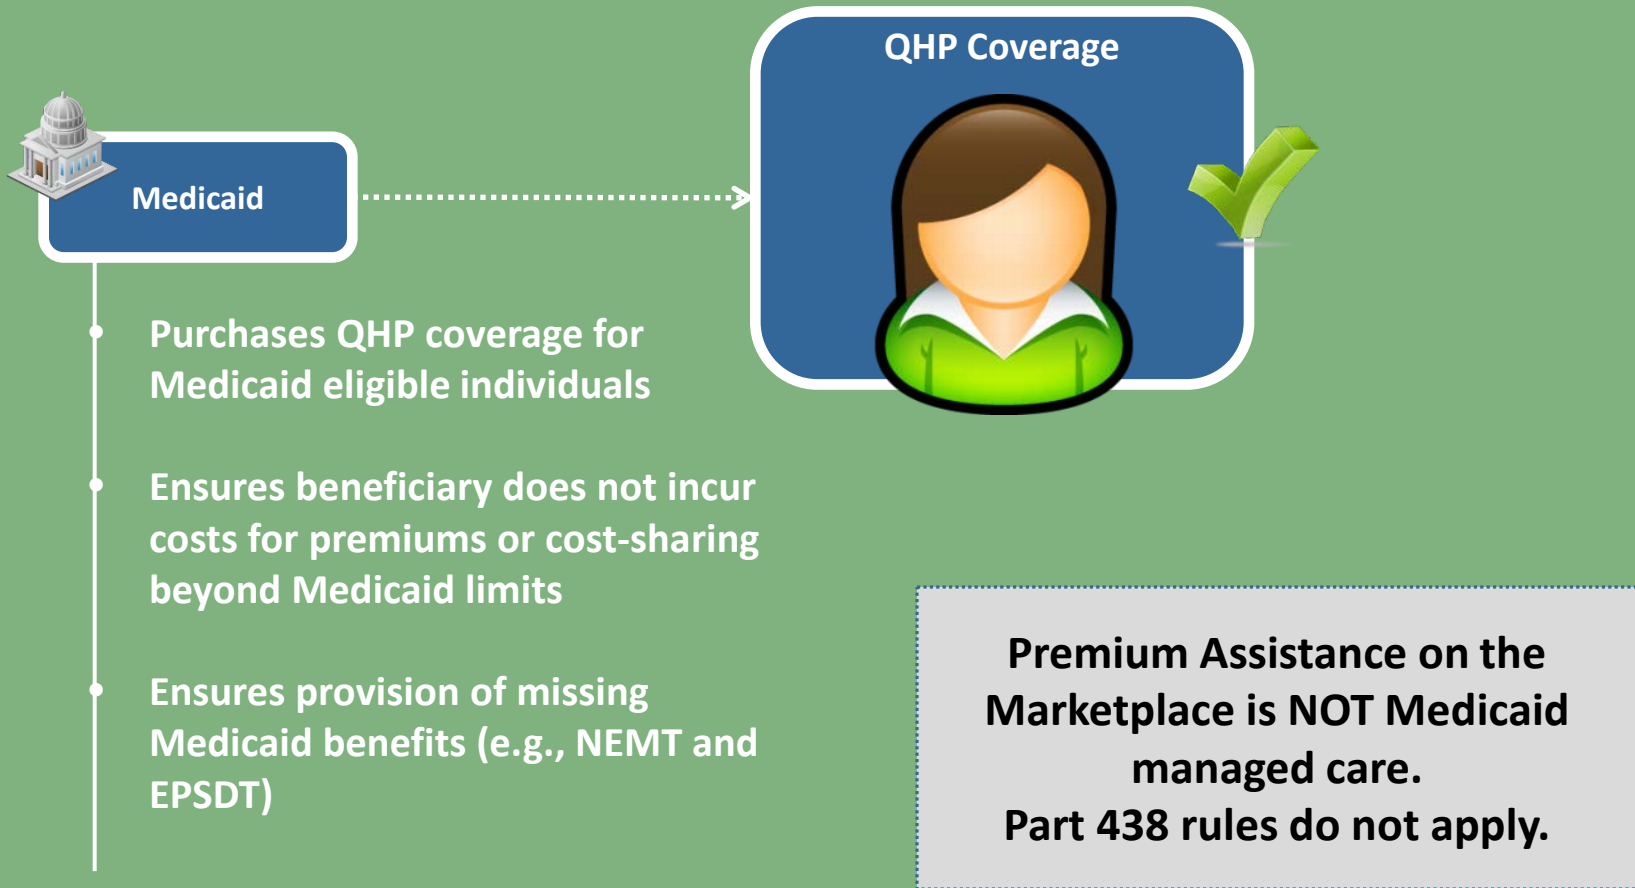 QHP Coverage
Medicaid
Purchases QHP coverage for
Medicaid eligible individuals
Ensures beneficiary does not incur
costs for premiums or cost-sharing
beyond Medicaid limits
Ensures provision of missing
Medicaid benefits (e.g., NEMT and
EPSDT)
Premium Assistance on the
Marketplace is NOT Medicaid
managed care.
Part 438 rules do not apply.